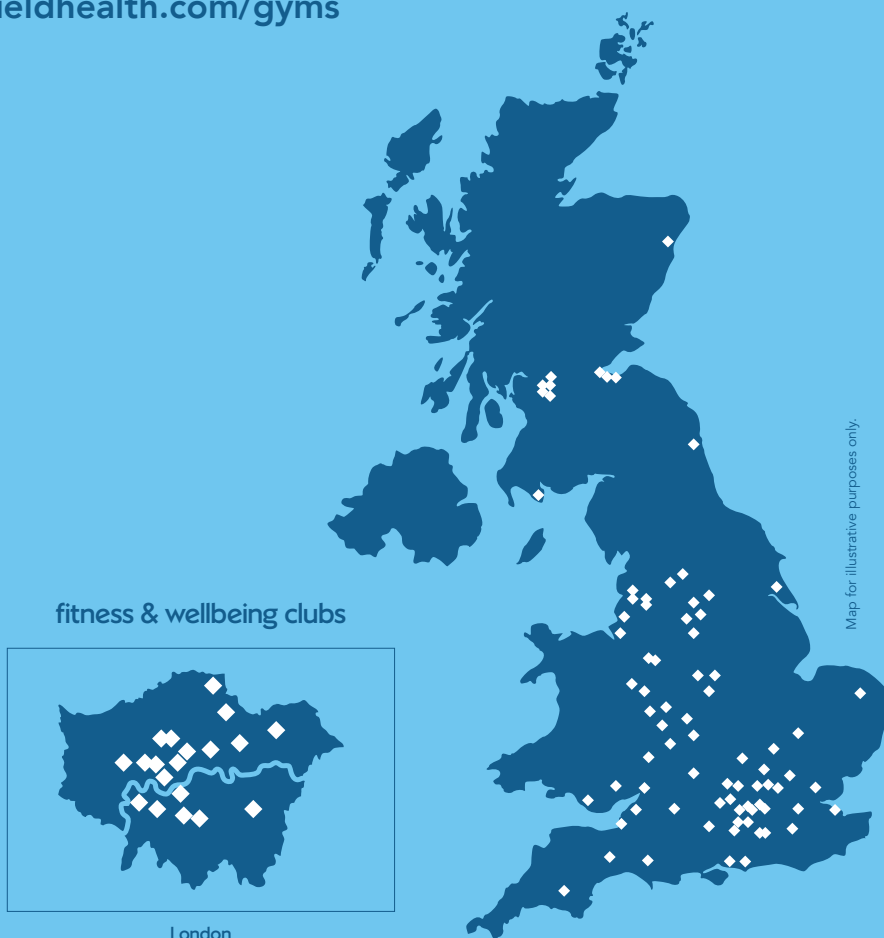 ieldhealth.com/gyms
fitness & wellbeing clubs
London
Map for illustrative purposes only.